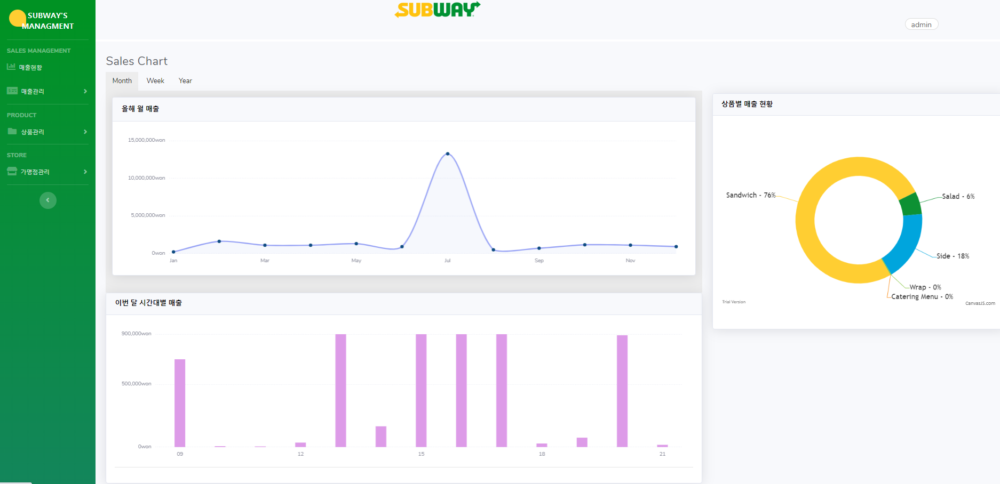 SUBWAY'S
MANAGMENT
SALES MANAGEMENT
매출현황
매출관리
PRODUCT
상품관리
STORE
가맹점관리
SUBWAY
admin
Sales Chart
Month Week Year
올해 월 매출
15,000,000won
10,000,000won
5,000,000won
0won
Jan Mar May Jul Sep Nov
이번 달 시간대별 매출
900,000won
500,000won
0won
09 12 15 18 21
상품별 매출 현황
Sandwich - 76%
Salad - 6%
Side - 18%
Wrap - 0%
Catering Menu - 0%
Trial Version
CanvasJS.com